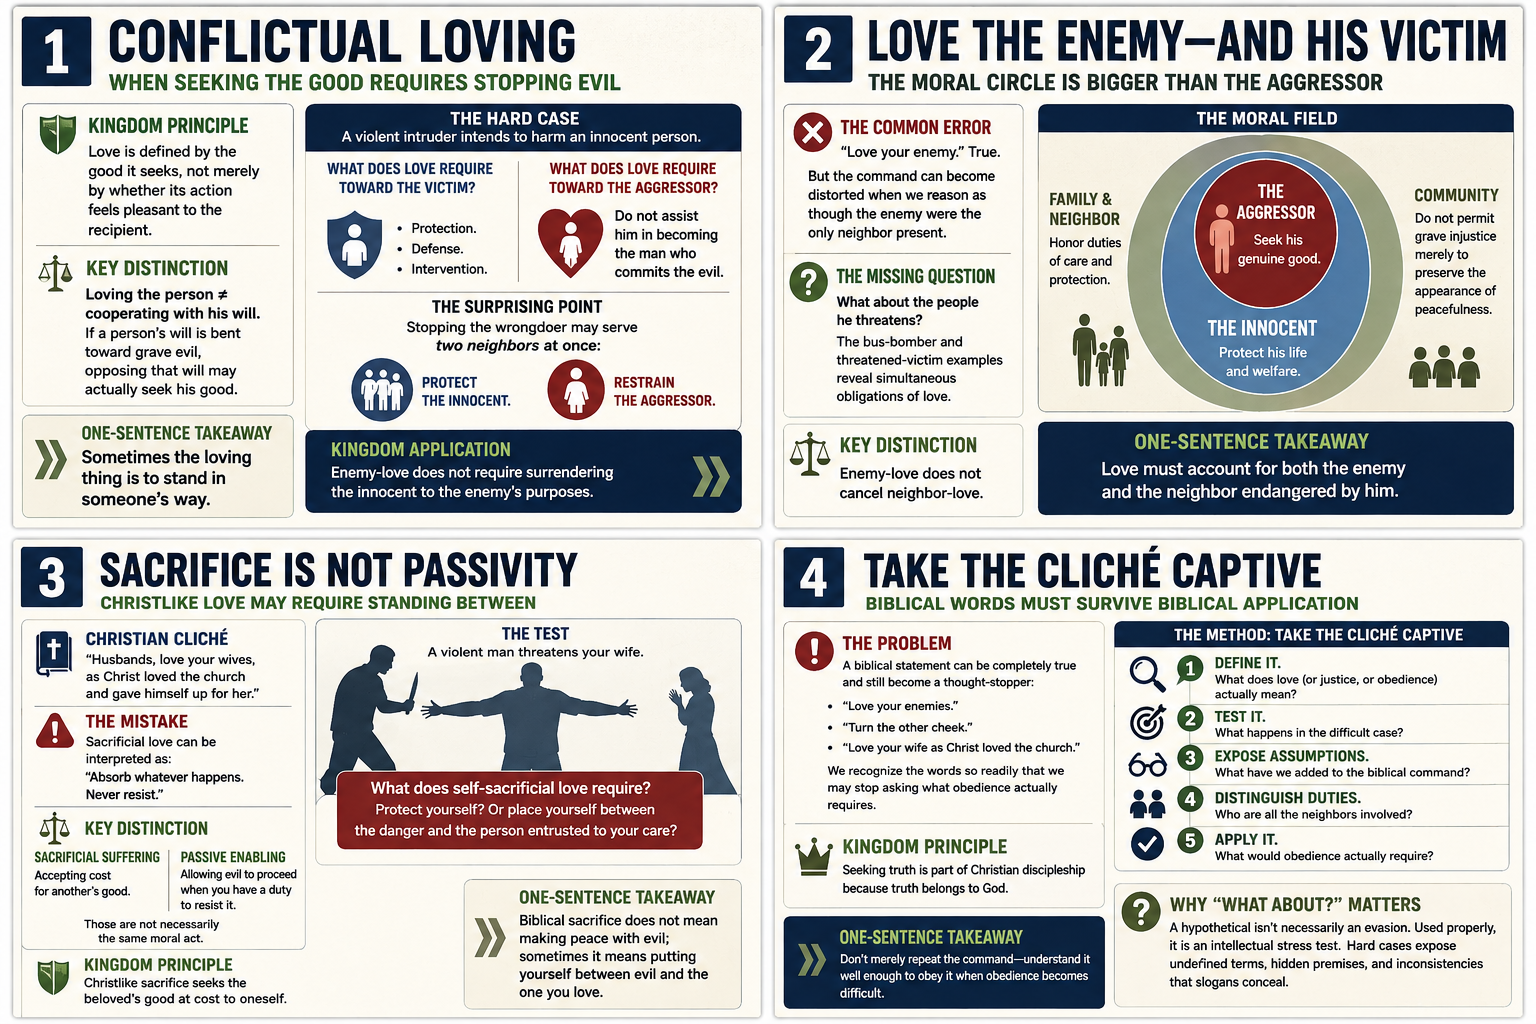 1
CONFLICTUAL LOVING
WHEN SEEKING THE GOOD REQUIRES STOPPING EVIL
KINGDOM PRINCIPLE
Love is defined by the
good it seeks, not merely
by whether its action
feels pleasant to the
recipient.
KEY DISTINCTION
Loving the person ≠
cooperating with his will.
If a person's will is bent
toward grave evil,
opposing that will may
actually seek his good.
ONE-SENTENCE TAKEAWAY
Sometimes the loving
thing is to stand in
someone's way.
THE HARD CASE
A violent intruder intends to harm an innocent person.
WHAT DOES LOVE REQUIRE
TOWARD THE VICTIM?
• Protection.
• Defense.
• Intervention.
WHAT DOES LOVE REQUIRE
TOWARD THE AGGRESSOR?
Do not assist
him in becoming
the man who
commits the evil.
THE SURPRISING POINT
Stopping the wrongdoer may serve
two neighbors at once:
PROTECT
THE INNOCENT.
RESTRAIN
THE AGGRESSOR.
KINGDOM APPLICATION
Enemy-love does not require surrendering
the innocent to the enemy's purposes.
2
LOVE THE ENEMY—AND HIS VICTIM
THE MORAL CIRCLE IS BIGGER THAN THE AGGRESSOR
THE COMMON ERROR
"Love your enemy." True.
But the command can become
distorted when we reason as
though the enemy were the
only neighbor present.
THE MISSING QUESTION
What about the people
he threatens?
The bus-bomber and
threatened-victim examples
reveal simultaneous
obligations of love.
KEY DISTINCTION
Enemy-love does not
cancel neighbor-love.
THE MORAL FIELD
FAMILY &
NEIGHBOR
Honor duties
of care and
protection.
THE
AGGRESSOR
Seek his
genuine good.
THE INNOCENT
Protect his life
and welfare.
COMMUNITY
Do not permit
grave injustice
merely to
preserve the
appearance of
peacefulness.
ONE-SENTENCE TAKEAWAY
Love must account for both the enemy
and the neighbor endangered by him.
3
SACRIFICE IS NOT PASSIVITY
CHRISTLIKE LOVE MAY REQUIRE STANDING BETWEEN
CHRISTIAN CLICHÉ
"Husbands, love your wives,
as Christ loved the church
and gave himself up for her."
THE MISTAKE
Sacrificial love can be
interpreted as:
"Absorb whatever happens.
Never resist."
KEY DISTINCTION
SACRIFICIAL SUFFERING
Accepting cost
for another's good.
PASSIVE ENABLING
Allowing evil to proceed
when you have a duty
to resist it.
Those are not necessarily
the same moral act.
KINGDOM PRINCIPLE
Christlike sacrifice seeks the
beloved's good at cost to oneself.
THE TEST
A violent man threatens your wife.
What does self-sacrificial love require?
Protect yourself? Or place yourself between
the danger and the person entrusted to your care?
ONE-SENTENCE TAKEAWAY
Biblical sacrifice does not mean
making peace with evil;
sometimes it means putting
yourself between evil and the
one you love.
4
TAKE THE CLICHÉ CAPTIVE
BIBLICAL WORDS MUST SURVIVE BIBLICAL APPLICATION
THE PROBLEM
A biblical statement can be completely true
and still become a thought-stopper:
• "Love your enemies."
• "Turn the other cheek."
• "Love your wife as Christ loved the church."
We recognize the words so readily that we
may stop asking what obedience actually
requires.
KINGDOM PRINCIPLE
Seeking truth is part of Christian discipleship
because truth belongs to God.
ONE-SENTENCE TAKEAWAY
Don't merely repeat the command—understand it
well enough to obey it when obedience becomes
difficult.
THE METHOD: TAKE THE CLICHÉ CAPTIVE
1 DEFINE IT.
What does love (or justice, or obedience)
actually mean?
2 TEST IT.
What happens in the difficult case?
3 EXPOSE ASSUMPTIONS.
What have we added to the biblical command?
4 DISTINGUISH DUTIES.
Who are all the neighbors involved?
5 APPLY IT.
What would obedience actually require?
WHY "WHAT ABOUT?" MATTERS
A hypothetical isn't necessarily an evasion. Used properly,
it is an intellectual stress test. Hard cases expose
undefined terms, hidden premises, and inconsistencies
that slogans conceal.